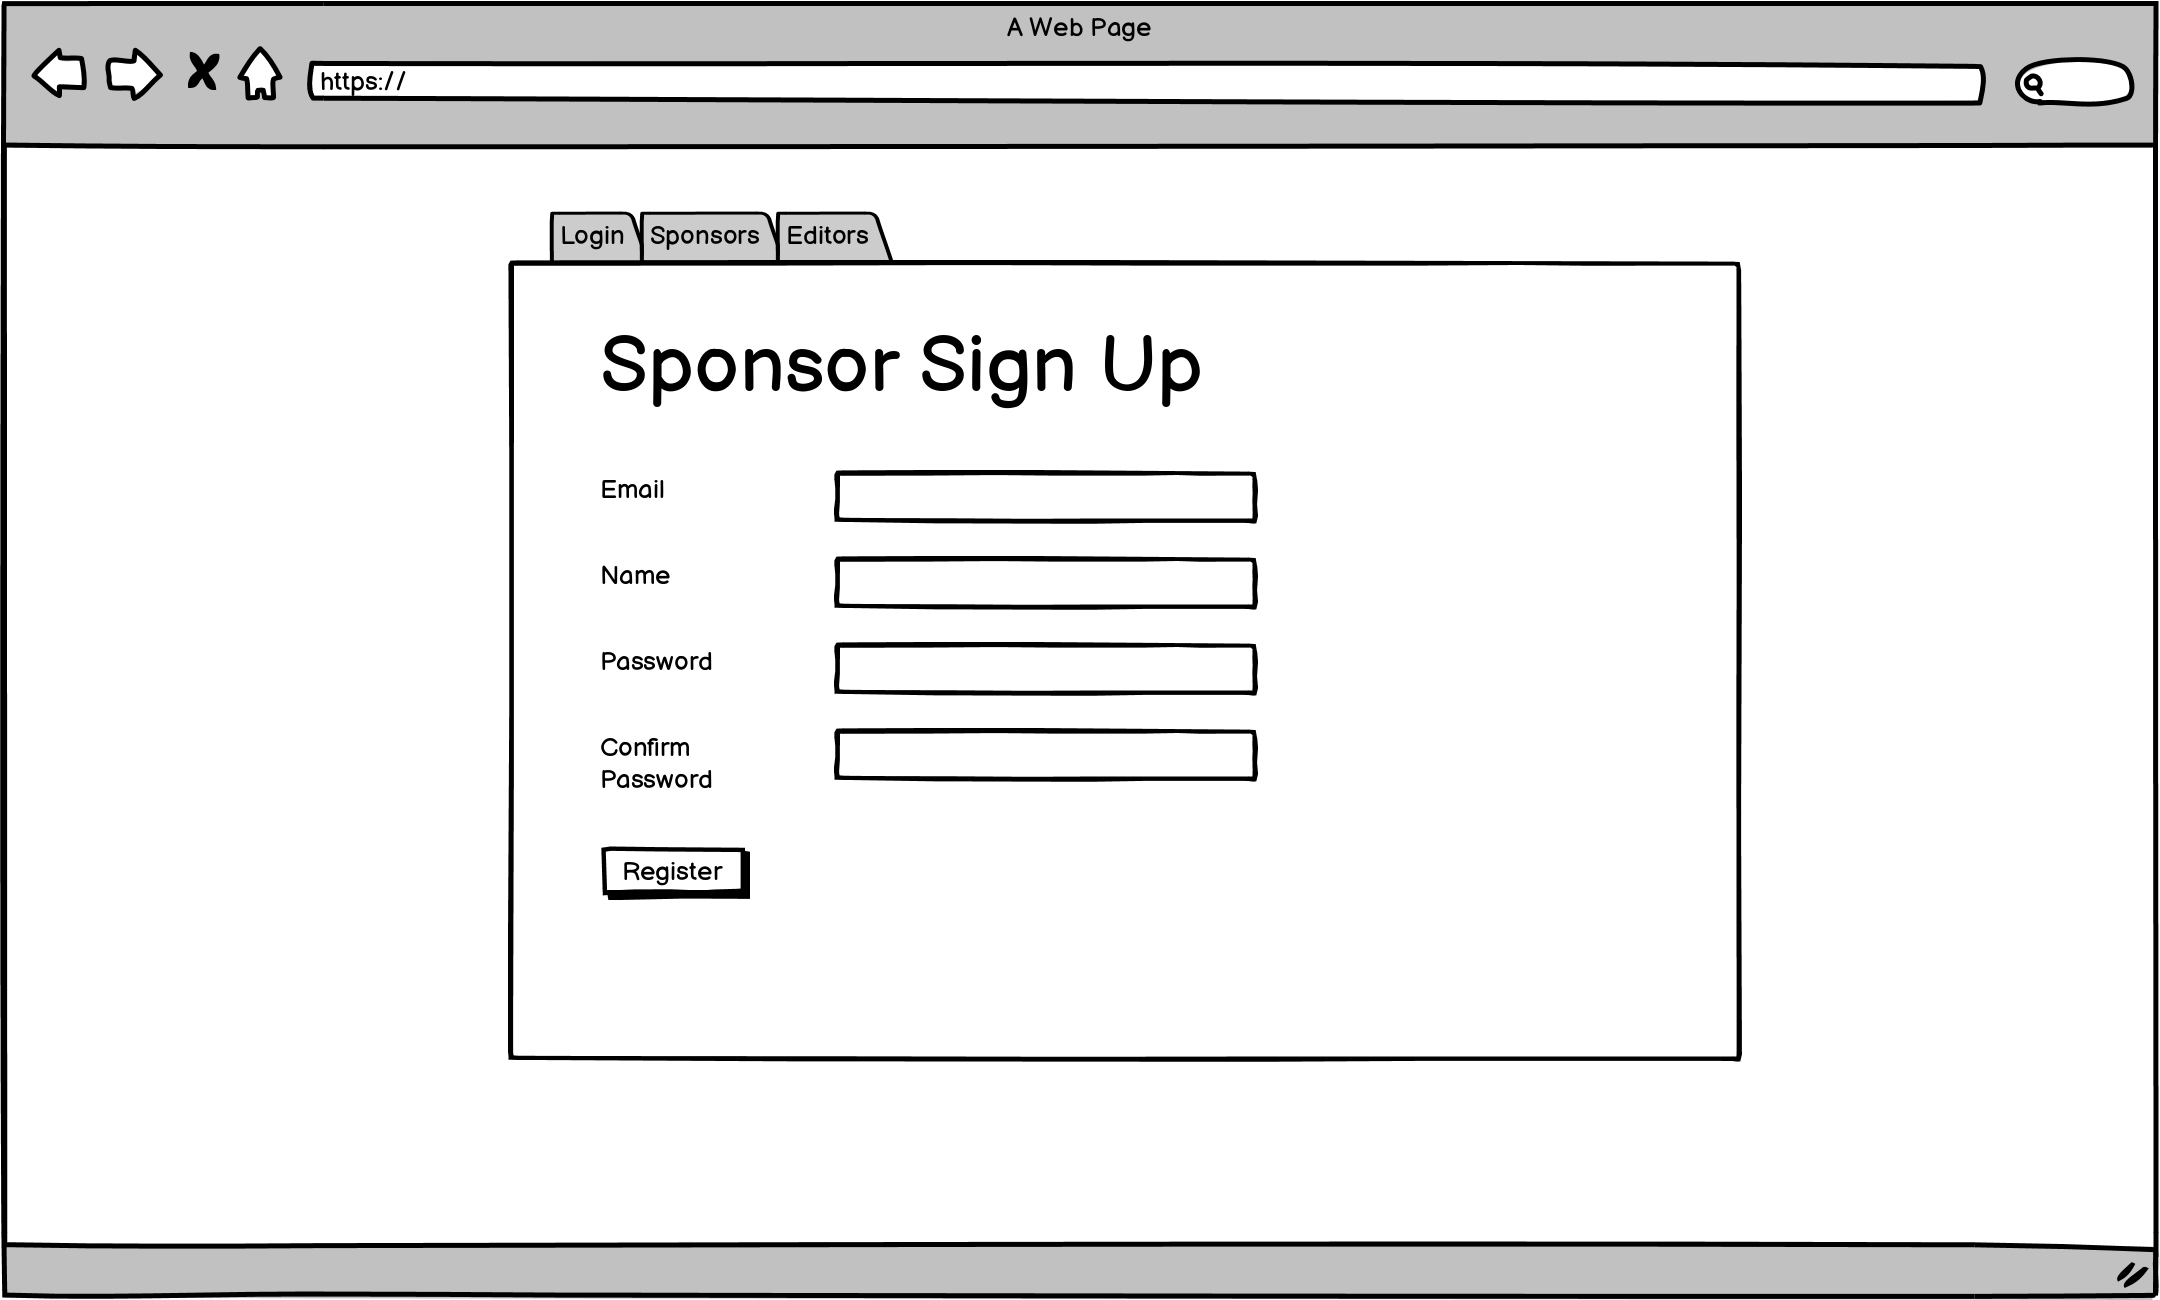 A Web Page
https://
Login Sponsors Editors
Sponsor Sign Up
Email
Name
Password
Confirm
Password
Register